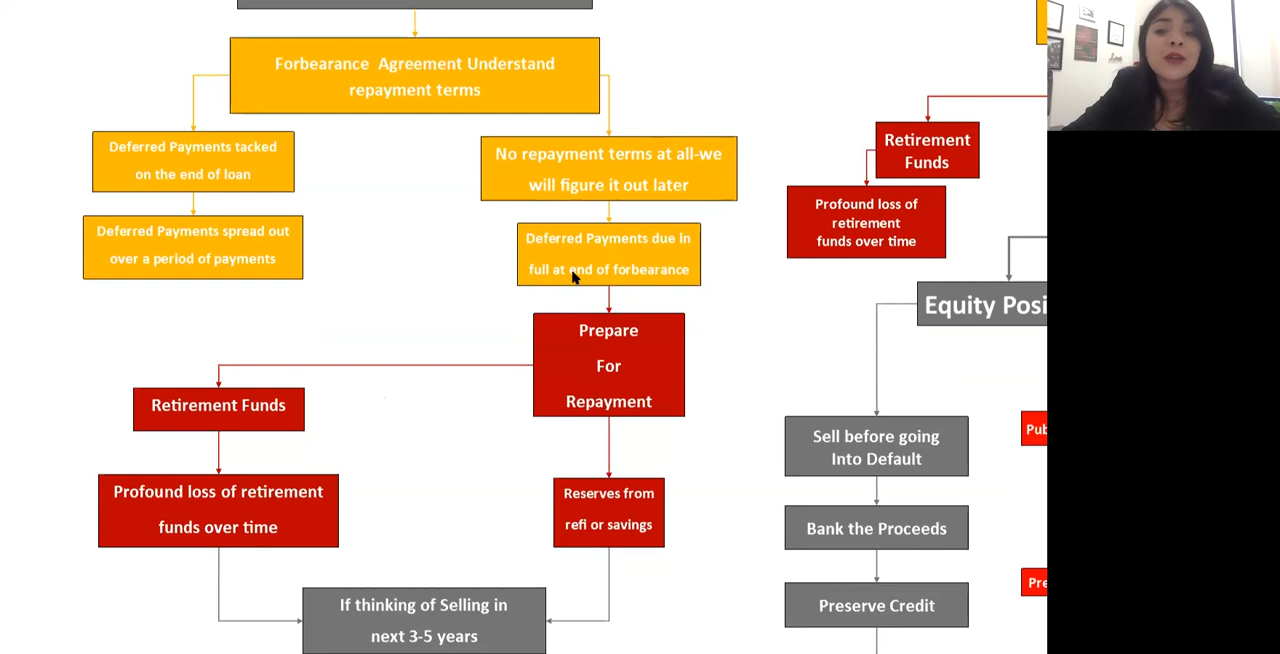 Forbearance Agreement Understand
repayment terms
Deferred Payments tacked
on the end of loan
Deferred Payments spread out
over a period of payments
No repayment terms at all-we
will figure it out later
Deferred Payments due in
full at end of forbearance
Prepare
For
Repayment
Retirement Funds
Profound loss of retirement
funds over time
Reserves from
refi or savings
If thinking of Selling in
next 3-5 years
Retirement
Funds
Profound loss of
retirement
funds over time
Equity Posi
Sell before going
Into Default
Bank the Proceeds
Preserve Credit
Pub
Pre